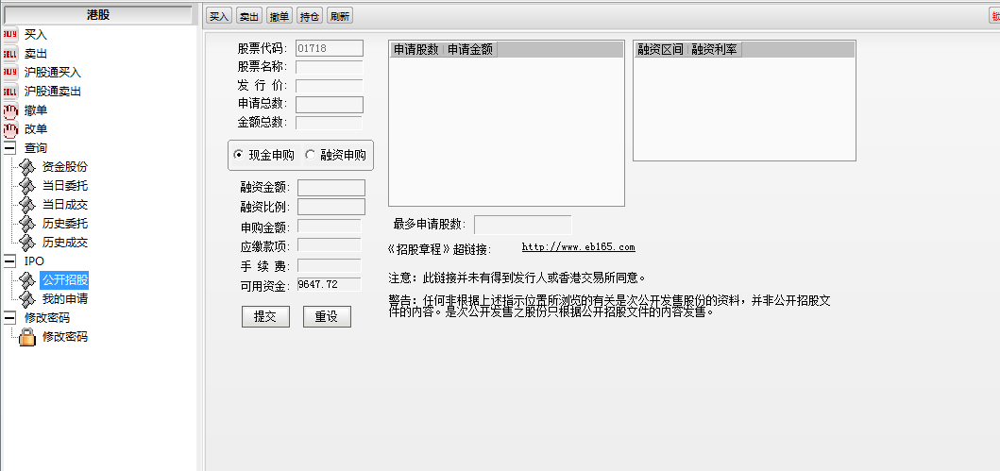 港股
买入 卖出 撤单 持仓 刷新
BUY 买入
SELL 卖出
BUY 沪股通买入
SELL 沪股通卖出
撤单
改单
查询
资金股份
当日委托
当日成交
历史委托
历史成交
IPO
公开招股
我的申请
修改密码
修改密码
股票代码: 01718
股票名称:
发 行 价:
申请总数:
金额总数:
现金申购 融资申购
融资金额:
融资比例:
申购金额:
应缴款项:
手 续 费:
可用资金: 9647.72
提交 重设
申请股数 申请金额
融资区间 融资利率
最多申请股数:
《招股章程》超链接: http://www.eb165.com
注意: 此链接并未有得到发行人或香港交易所同意。
警告: 任何非根据上述指示位置所浏览的有关是次公开发售股份的资料，并非公开招股文
件的内容。是次公开发售之股份只根据公开招股文件的内容发售。